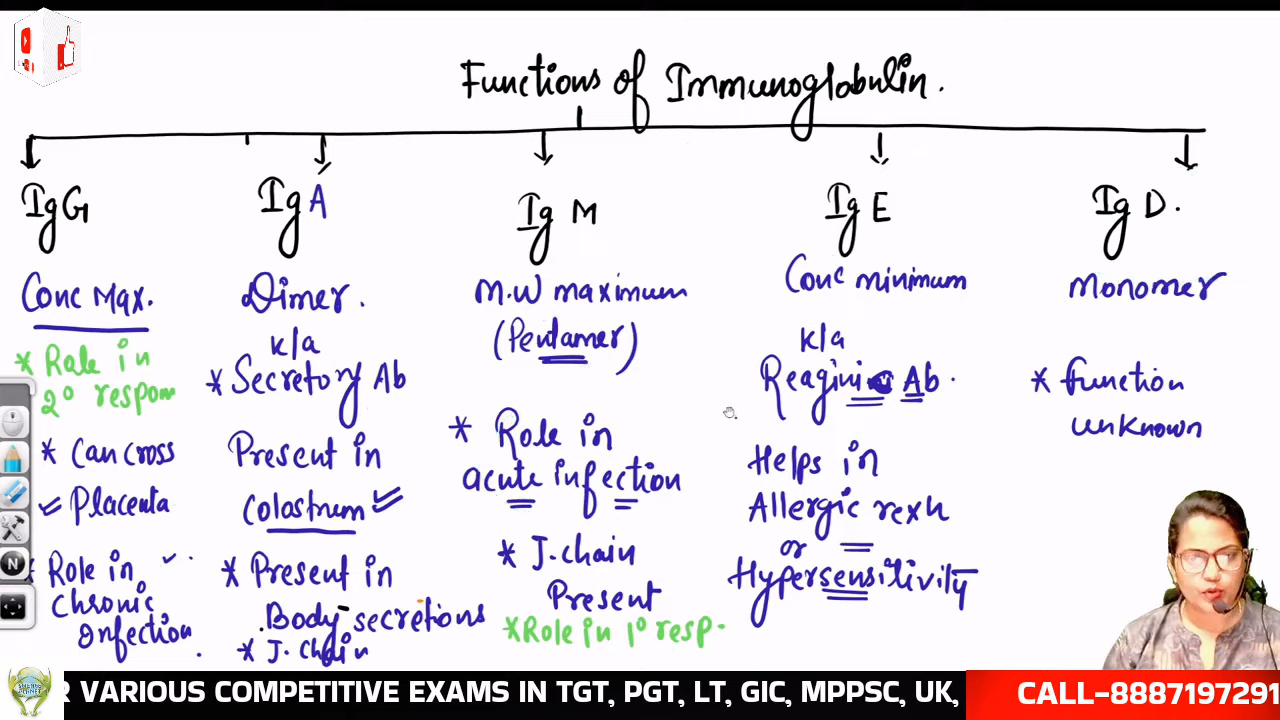 Functions of Immunoglobulin.
IgG
Conc Max.
* Role in
2° respon
* Can cross
✓ Placenta
* Role in
Chronic
Infection.
Ig A
Dimer.
k/a
* Secretory Ab
Present in
Colostrum ✓
* Present in
Body secretions
* J. Chain
Ig M
M.W maximum
(Pentamer)
* Role in
acute infection
* J. chain
Present
* Role in 1° resp.
Ig E
Conc minimum
k/a
Reagin Ab.
Helps in
Allergic rexn
or
Hypersensitivity
Ig D.
Monomer
* function
unknown
N
R VARIOUS COMPETITIVE EXAMS IN TGT, PGT, LT, GIC, MPPSC, UK,
CALL-8887197291